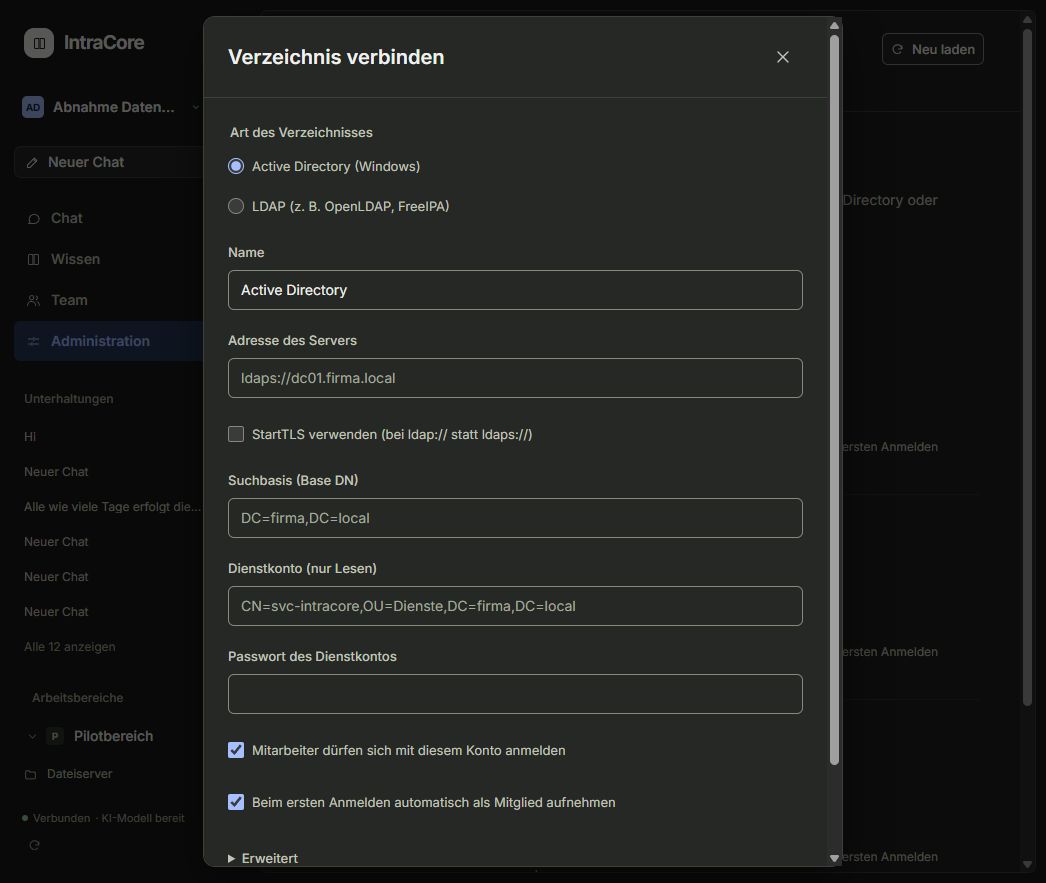 IntraCore
Neu laden
AD Abnahme Daten...
Neuer Chat
Chat
Wissen
Team
Administration
Unterhaltungen
Hi
Neuer Chat
Alle wie viele Tage erfolgt die...
Neuer Chat
Neuer Chat
Neuer Chat
Alle 12 anzeigen
Arbeitsbereiche
P Pilotbereich
Dateiserver
Verbunden · KI-Modell bereit
Verzeichnis verbinden
Art des Verzeichnisses
Active Directory (Windows)
LDAP (z. B. OpenLDAP, FreeIPA)
Name
Active Directory
Adresse des Servers
ldaps://dc01.firma.local
StartTLS verwenden (bei ldap:// statt ldaps://)
Suchbasis (Base DN)
DC=firma,DC=local
Dienstkonto (nur Lesen)
CN=svc-intracore,OU=Dienste,DC=firma,DC=local
Passwort des Dienstkontos
Mitarbeiter dürfen sich mit diesem Konto anmelden
Beim ersten Anmelden automatisch als Mitglied aufnehmen
Erweitert
Directory oder
ersten Anmelden
ersten Anmelden
ersten Anmelden